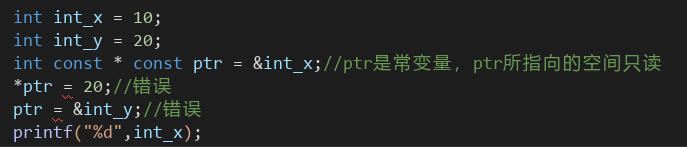 int int_x = 10;
int int_y = 20;
int const * const ptr = &int_x;//ptr是常变量，ptr所指向的空间只读
*ptr = 20;//错误
ptr = &int_y;//错误
printf("%d",int_x);